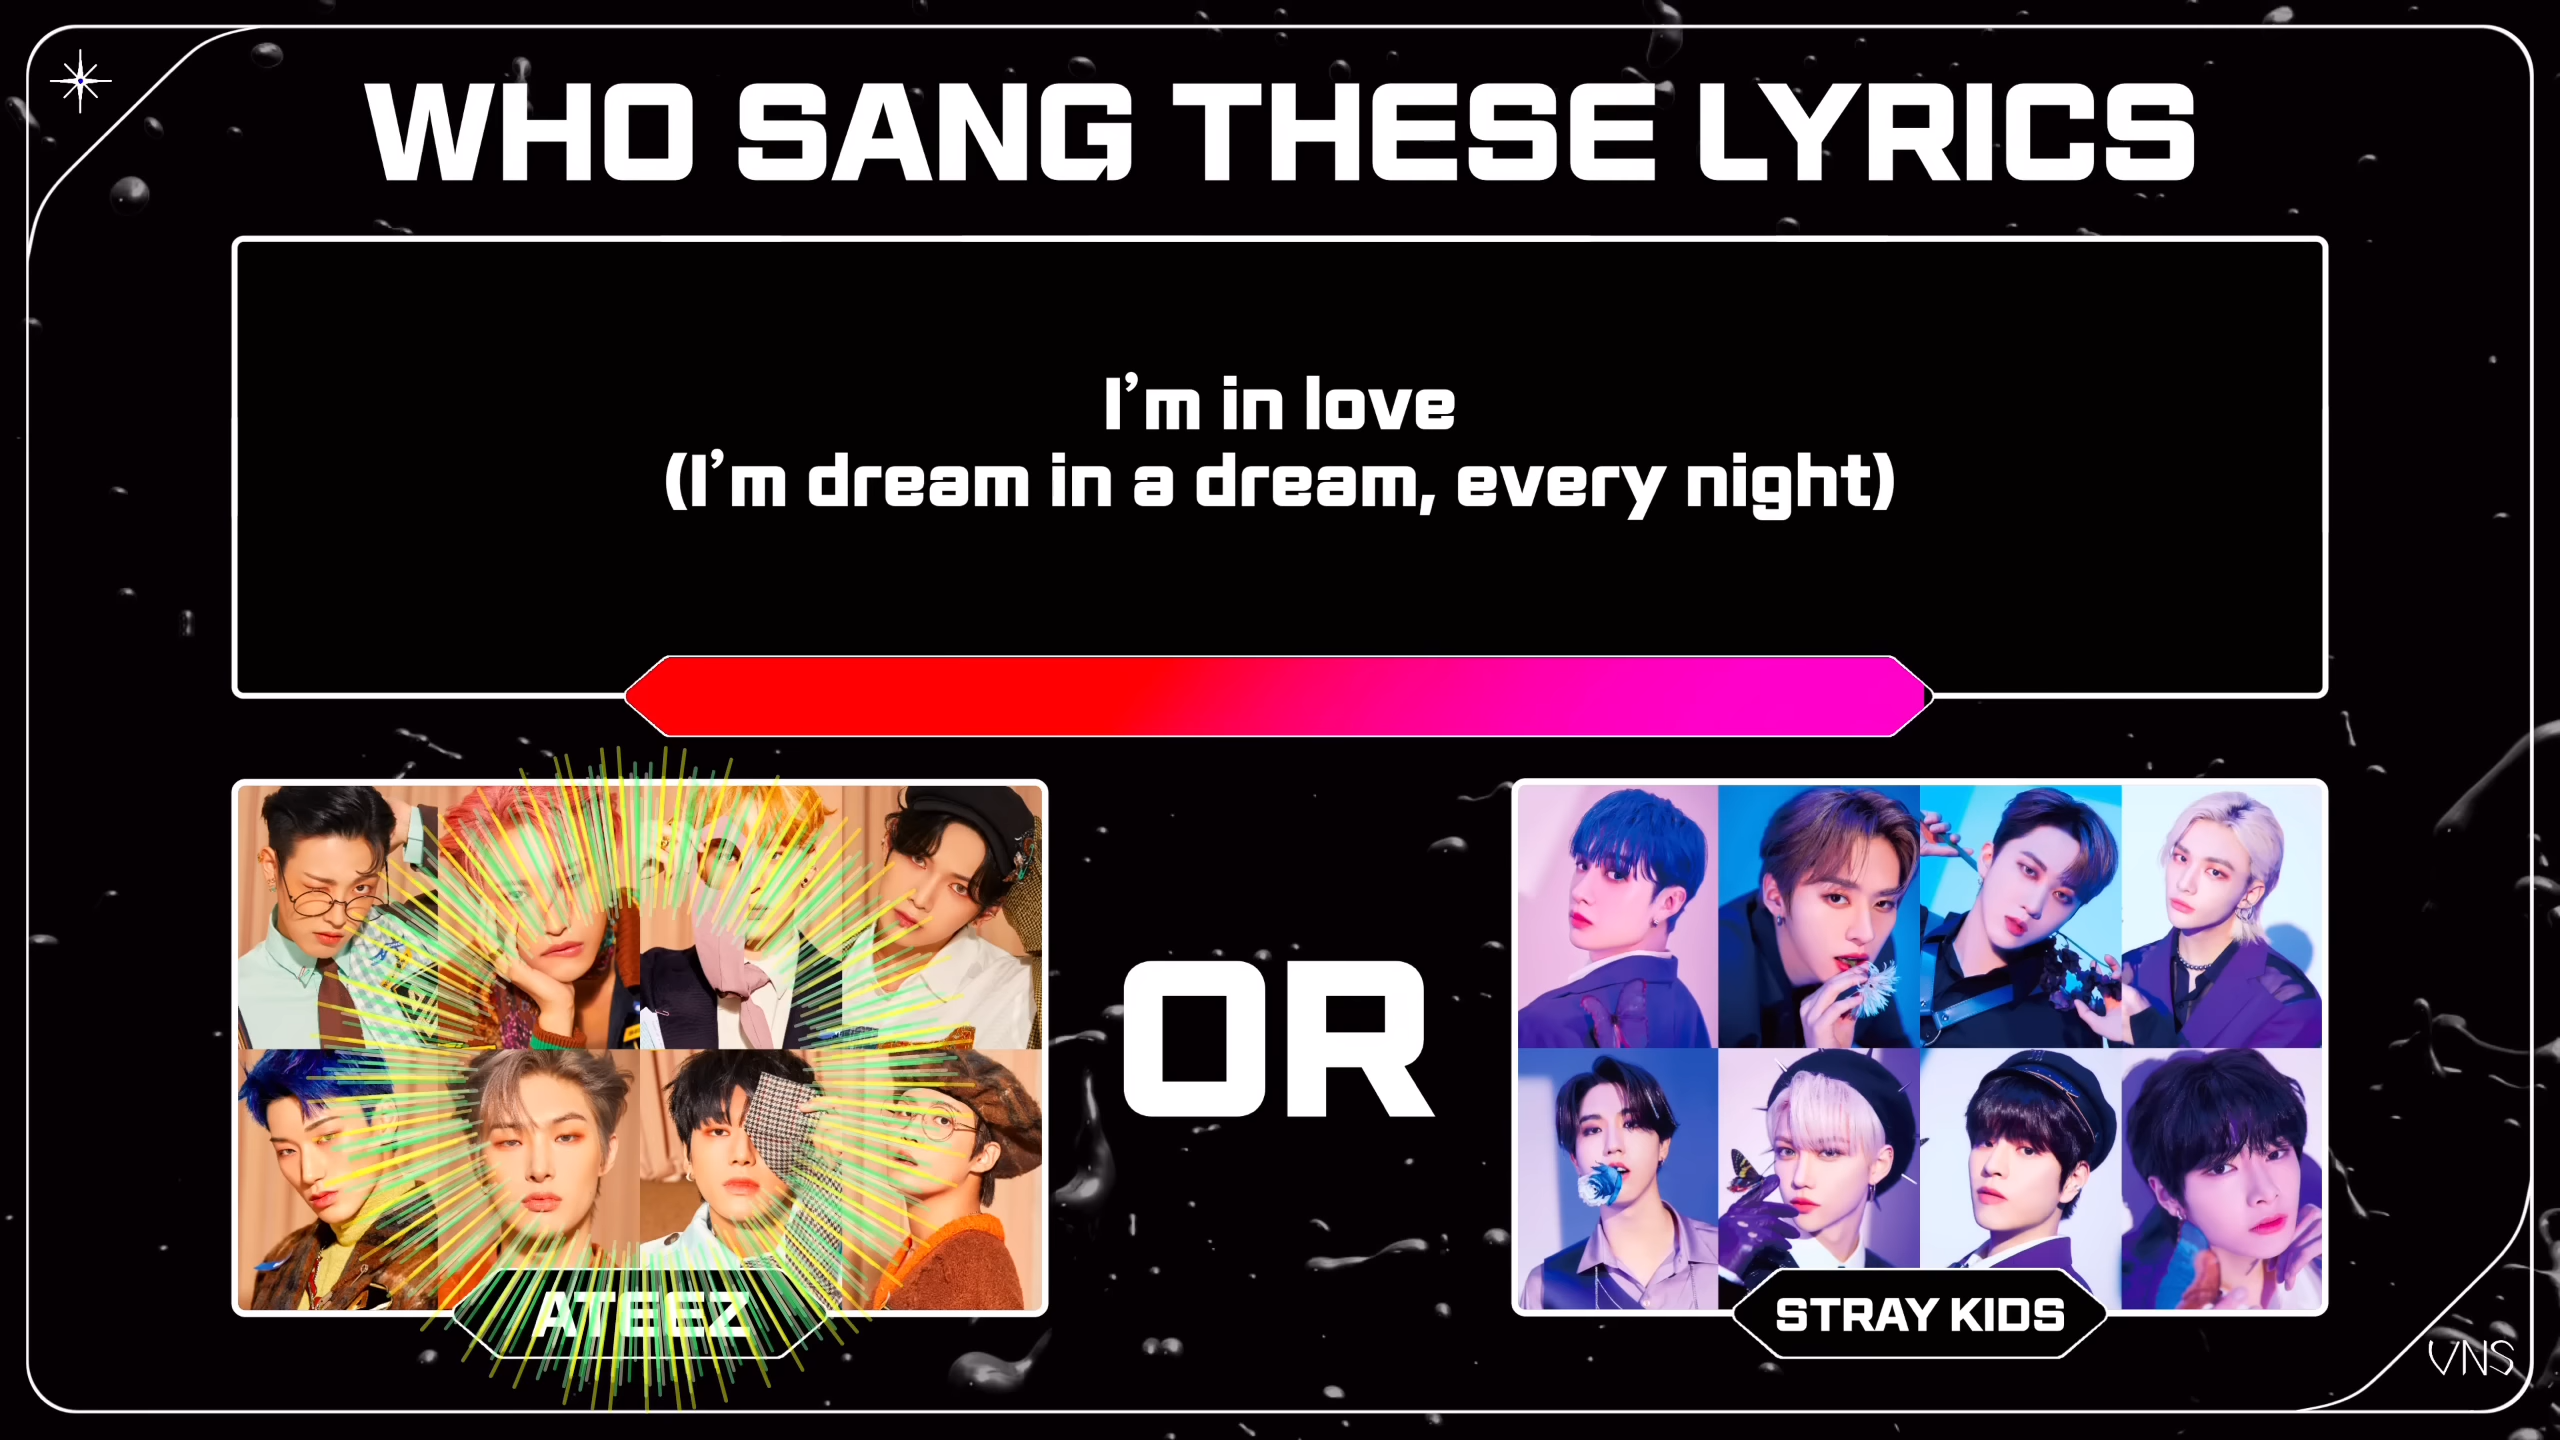 WHO SANG THESE LYRICS
I'm in love
(I'm dream in a dream, every night)
OR
ATEEZ
STRAY KIDS
VNS